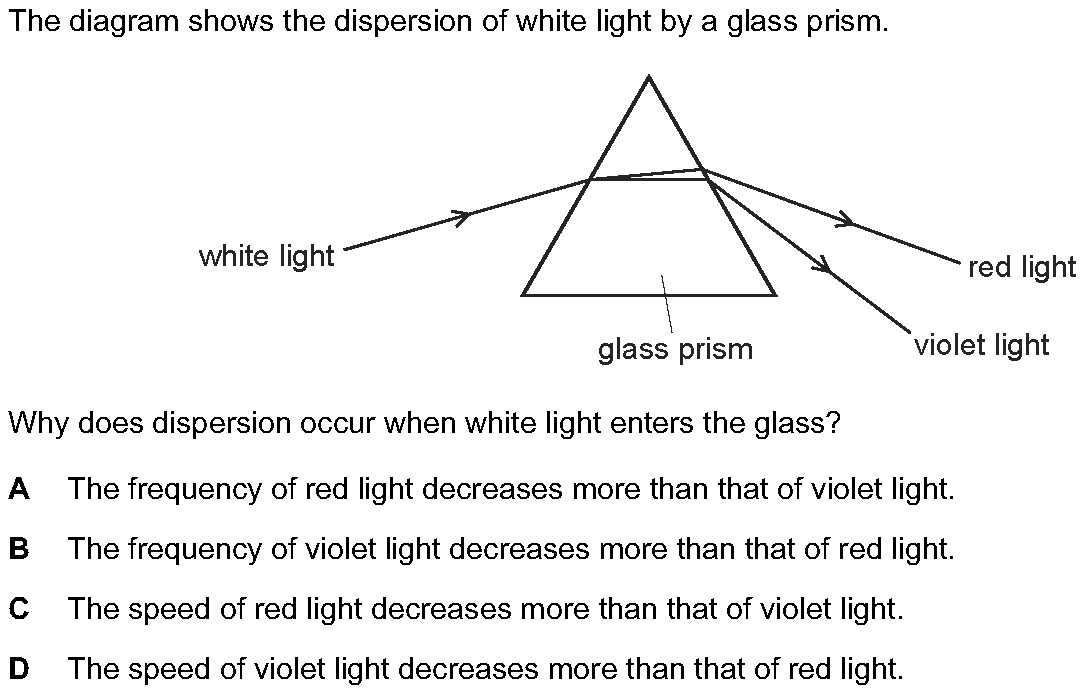 The diagram shows the dispersion of white light by a glass prism.
white light
red light
violet light
glass prism
Why does dispersion occur when white light enters the glass?
A The frequency of red light decreases more than that of violet light.
B The frequency of violet light decreases more than that of red light.
C The speed of red light decreases more than that of violet light.
D The speed of violet light decreases more than that of red light.